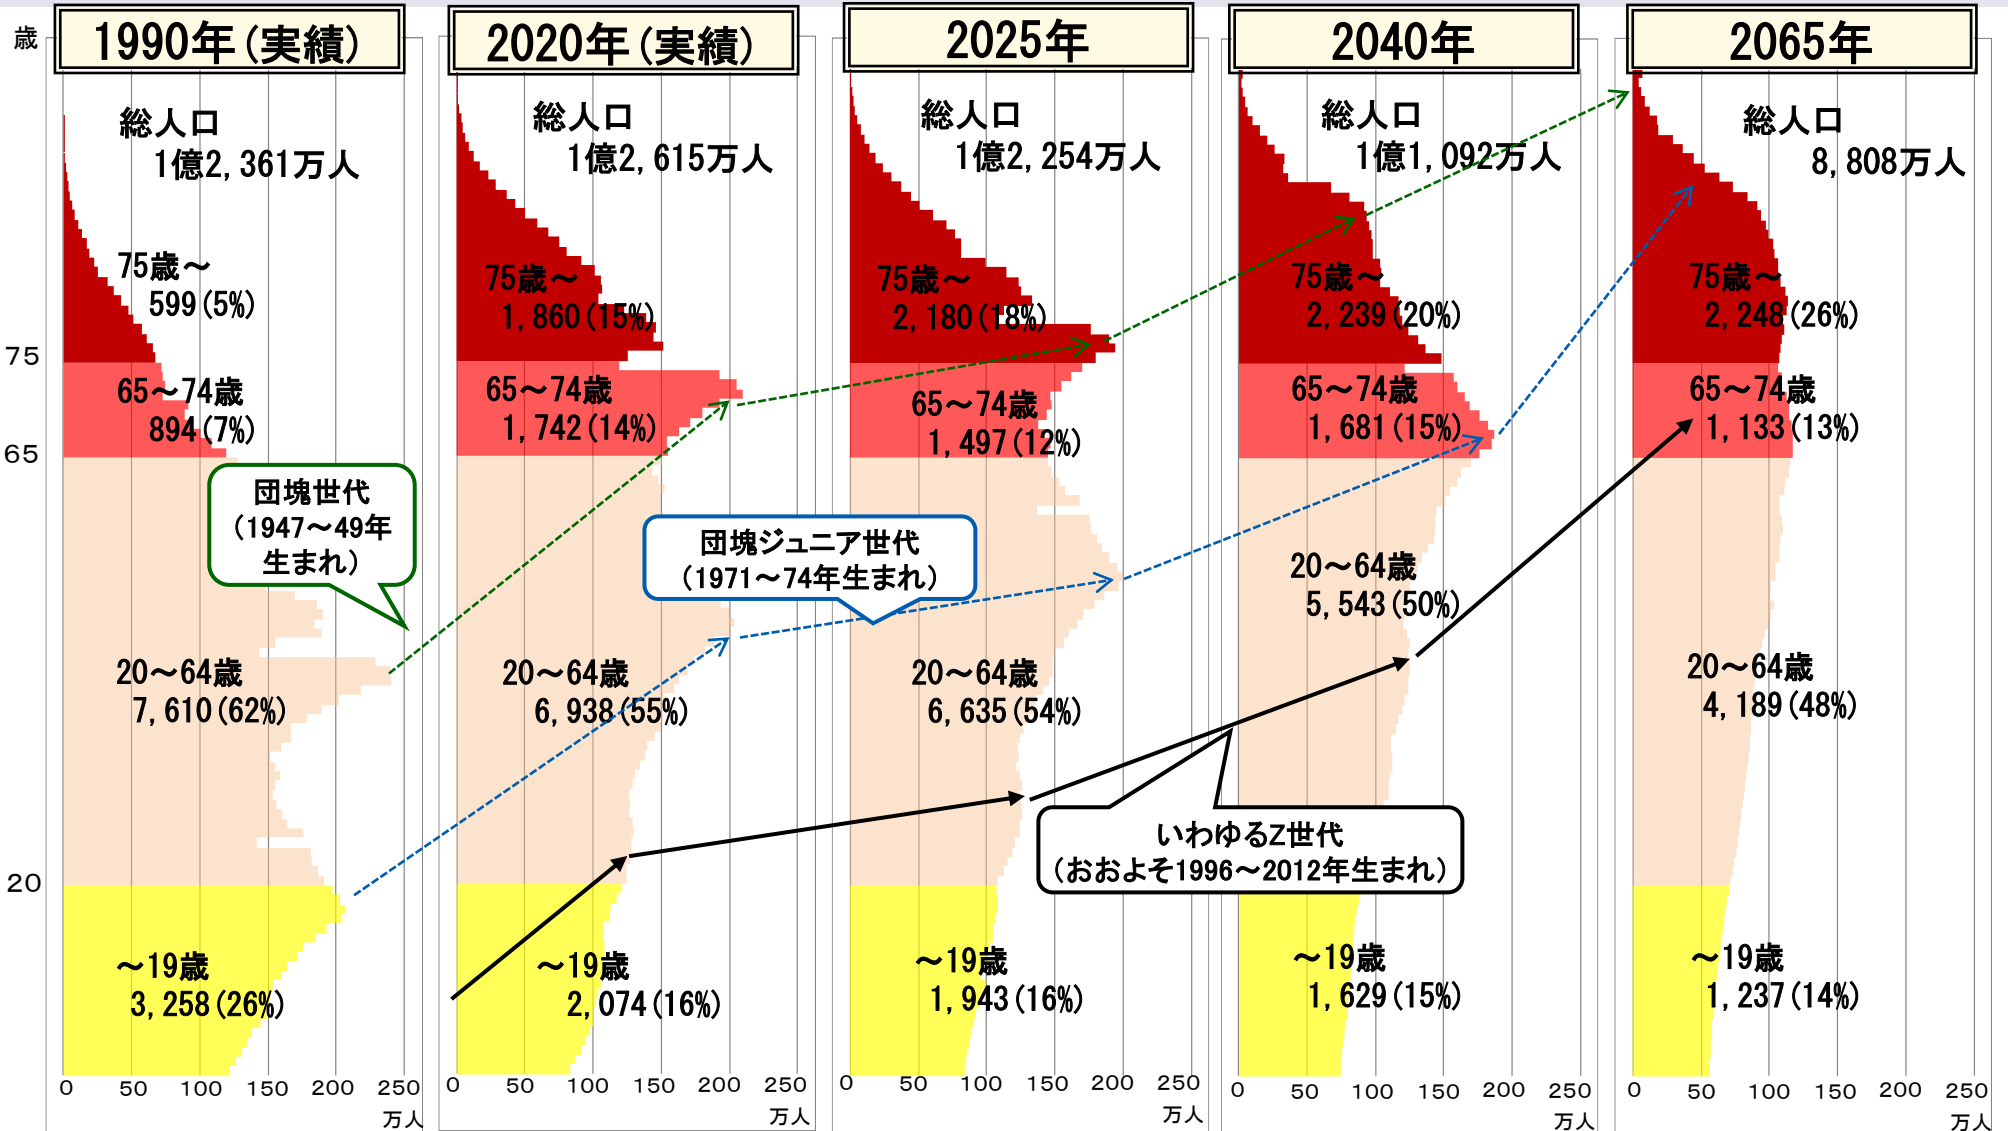 歳
1990年(実績)
総人口
1億2,361万人
75歳～
599(5%)
75
65～74歳
894(7%)
65
団塊世代
(1947～49年
生まれ)
20～64歳
7,610(62%)
20
～19歳
3,258(26%)
0 50 100 150 200 250
万人
2020年(実績)
総人口
1億2,615万人
75歳～
1,860(15%)
65～74歳
1,742(14%)
20～64歳
6,938(55%)
～19歳
2,074(16%)
0 50 100 150 200 250
万人
団塊ジュニア世代
(1971～74年生まれ)
2025年
総人口
1億2,254万人
75歳～
2,180(18%)
65～74歳
1,497(12%)
20～64歳
6,635(54%)
～19歳
1,943(16%)
0 50 100 150 200 250
万人
いわゆるZ世代
(おおよそ1996～2012年生まれ)
2040年
総人口
1億1,092万人
75歳～
2,239(20%)
65～74歳
1,681(15%)
20～64歳
5,543(50%)
～19歳
1,629(15%)
0 50 100 150 200 250
万人
2065年
総人口
8,808万人
75歳～
2,248(26%)
65～74歳
1,133(13%)
20～64歳
4,189(48%)
～19歳
1,237(14%)
0 50 100 150 200 250
万人